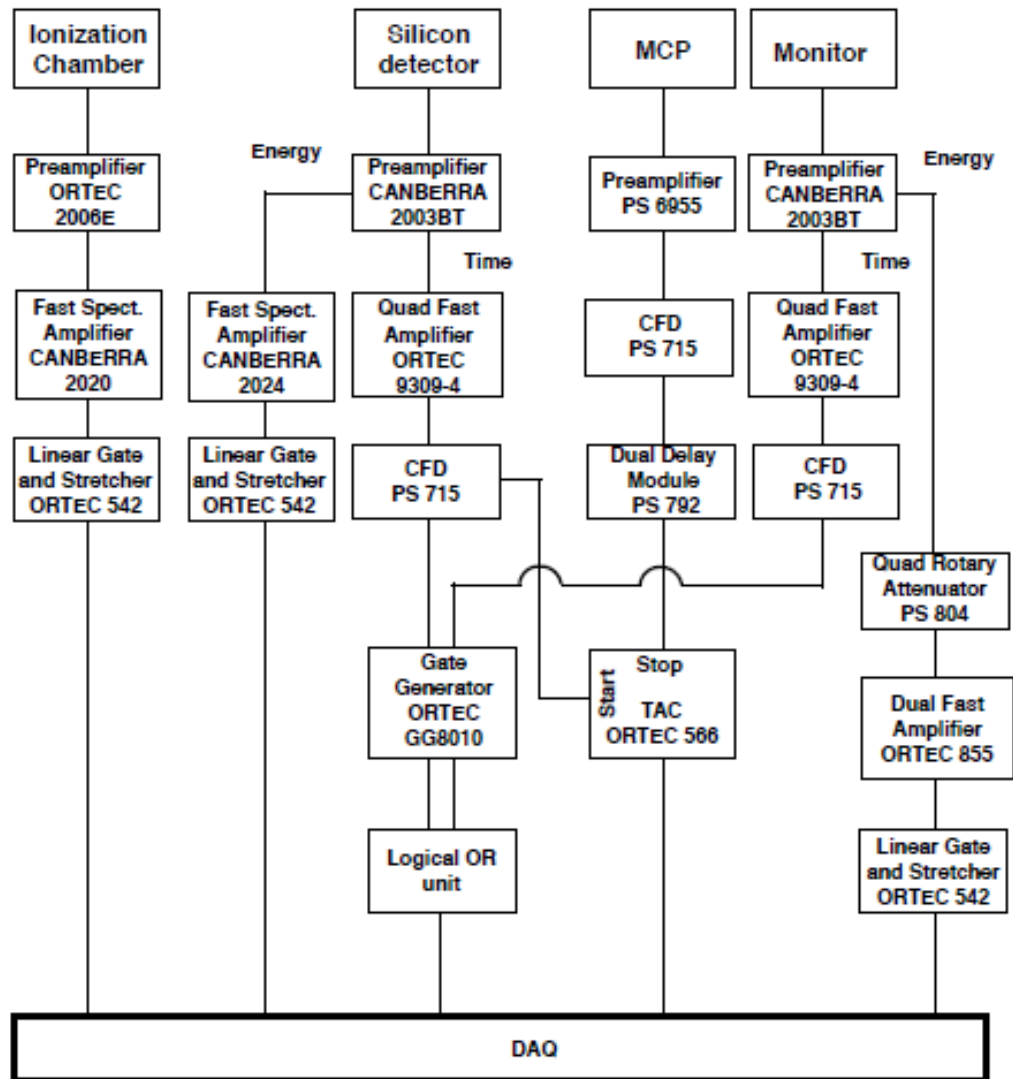 Ionization
Chamber
Silicon
detector
MCP
Monitor
Preamplifier
ORTEC
2006E
Energy
Preamplifier
CANBERRA
2003BT
Preamplifier
PS 6955
Preamplifier
CANBERRA
2003BT
Energy
Time
Time
Fast Spect.
Amplifier
CANBERRA
2020
Fast Spect.
Amplifier
CANBERRA
2024
Quad Fast
Amplifier
ORTEC
9309-4
CFD
PS 715
Quad Fast
Amplifier
ORTEC
9309-4
Linear Gate
and Stretcher
ORTEC 542
Linear Gate
and Stretcher
ORTEC 542
CFD
PS 715
Dual Delay
Module
PS 792
CFD
PS 715
Quad Rotary
Attenuator
PS 804
Gate
Generator
ORTEC
GG8010
Start
Stop
TAC
ORTEC 566
Dual Fast
Amplifier
ORTEC 855
Logical OR
unit
Linear Gate
and Stretcher
ORTEC 542
DAQ